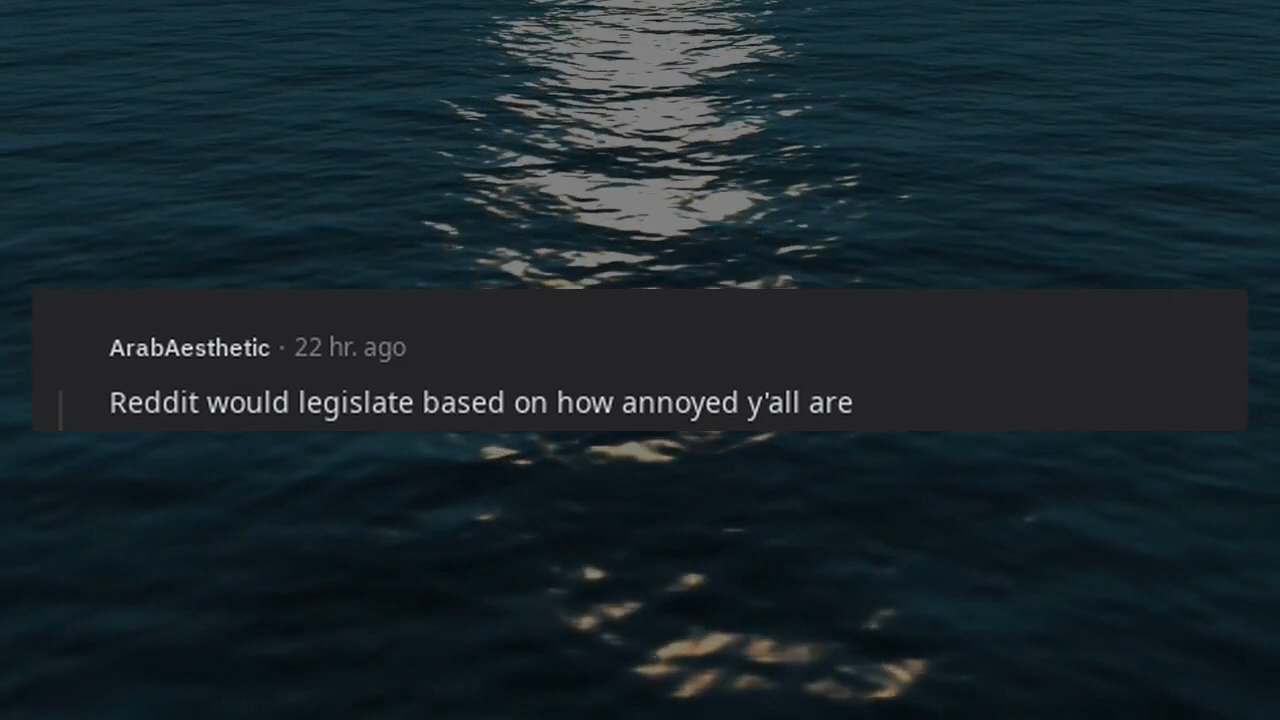 ArabAesthetic · 22 hr. ago
Reddit would legislate based on how annoyed y'all are